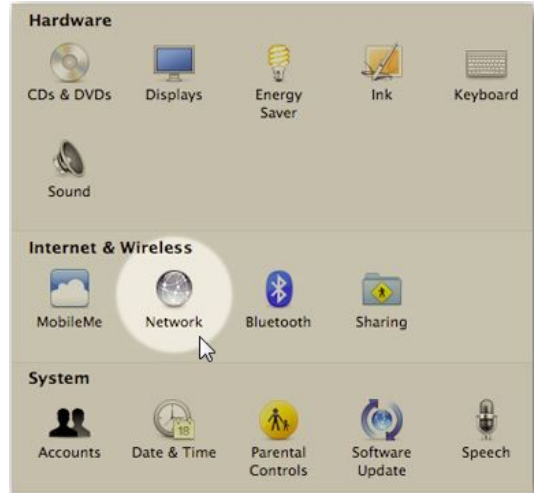 Hardware
CDs & DVDs Displays Energy Saver Ink Keyboard
Sound
Internet & Wireless
MobileMe Network Bluetooth Sharing
System
18
Accounts Date & Time Parental Controls Software Update Speech